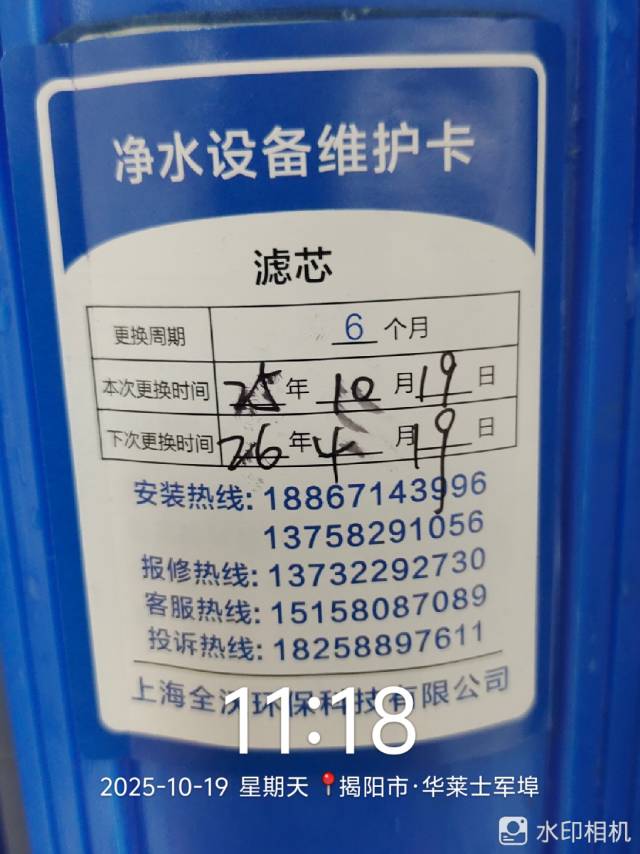 净水设备维护卡
滤芯
更换周期 6 个月
本次更换时间 25 年 10 月 19 日
下次更换时间 26 年 4 月 19 日
安装热线: 18867143996
13758291056
报修热线: 13732292730
客服热线: 15158087089
投诉热线: 18258897611
上海全 环保科技有限公司
11:18
2025-10-19 星期天 揭阳市·华莱士军埠
水印相机